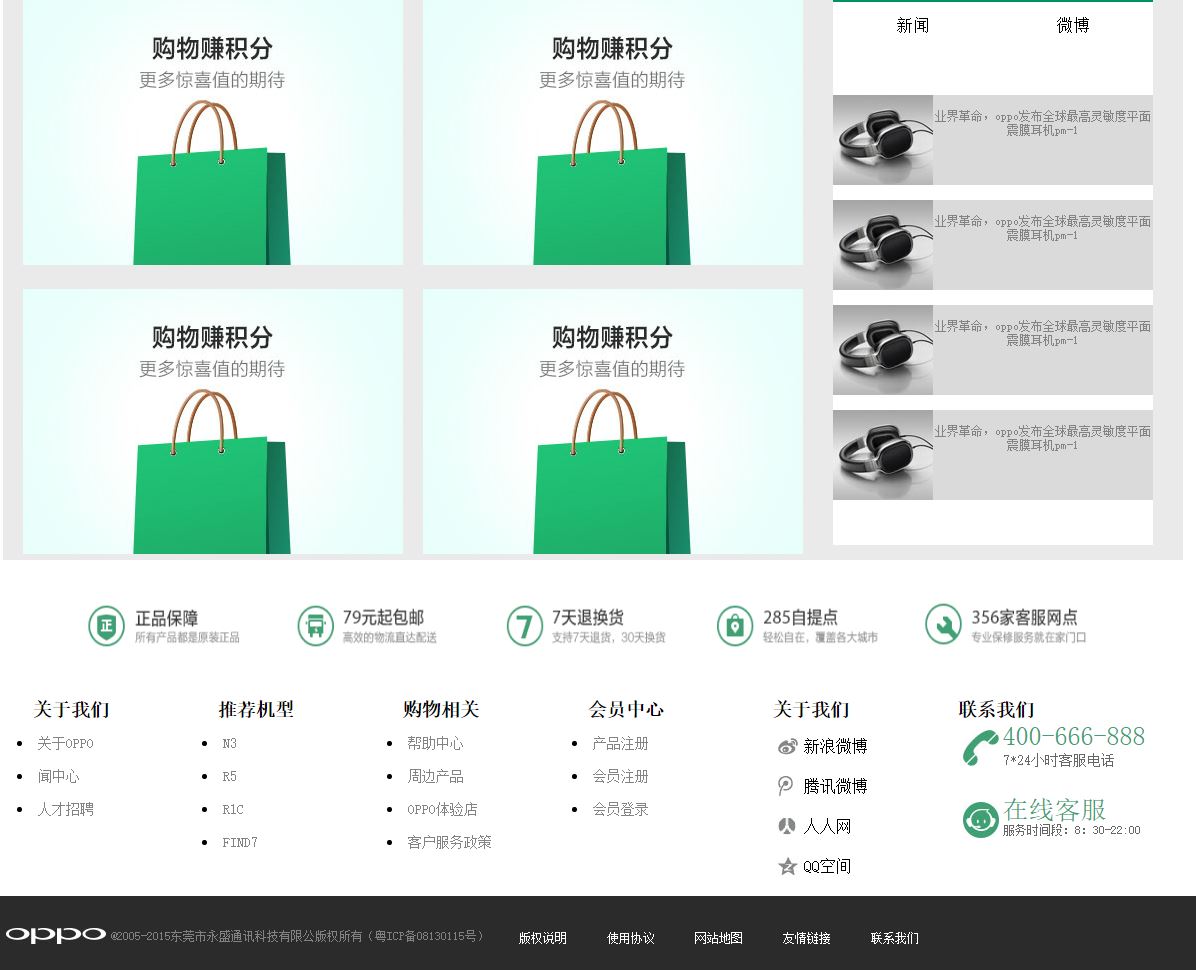 购物赚积分
更多惊喜值的期待
购物赚积分
更多惊喜值的期待
购物赚积分
更多惊喜值的期待
购物赚积分
更多惊喜值的期待
新闻 微博
业界革命，oppo发布全球最高灵敏度平面
震膜耳机pm-1
业界革命，oppo发布全球最高灵敏度平面
震膜耳机pm-1
业界革命，oppo发布全球最高灵敏度平面
震膜耳机pm-1
业界革命，oppo发布全球最高灵敏度平面
震膜耳机pm-1
正
正品保障
所有产品都是原装正品
79元起包邮
高效的物流直达配送
7
7天退换货
支持7天退货，30天换货
285自提点
轻松自在，覆盖各大城市
356家客服网点
专业保修服务就在家门口
关于我们
关于OPPO
闻中心
人才招聘
推荐机型
N3
R5
R1C
FIND7
购物相关
帮助中心
周边产品
OPPO体验店
客户服务政策
会员中心
产品注册
会员注册
会员登录
关于我们
新浪微博
腾讯微博
人人网
QQ空间
联系我们
400-666-888
7*24小时客服电话
在线客服
服务时间段：8：30-22:00
oppo ©2005-2015东莞市永盛通讯科技有限公版权所有（粤ICP备08130115号） 版权说明 使用协议 网站地图 友情链接 联系我们